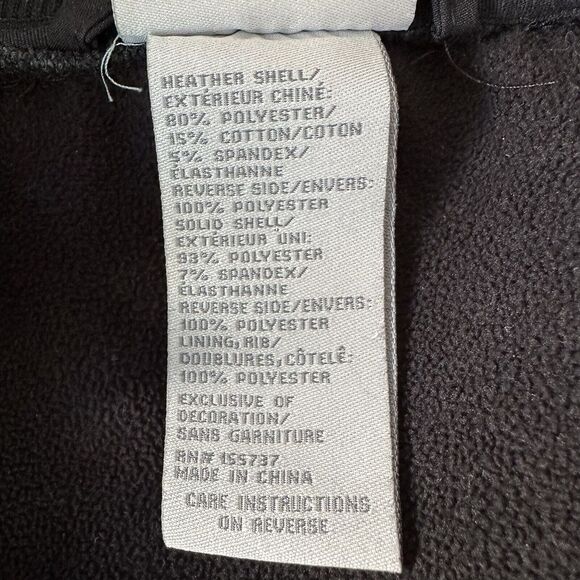 HEATHER SHELL/
EXTÉRIEUR CHINÉ:
80% POLYESTER/
15% COTTON/COTON
5% SPANDEX/
ÉLASTHANNE
REVERSE SIDE/ENVERS:
100% POLYESTER
SOLID SHELL/
EXTÉRIEUR UNI:
93% POLYESTER
7% SPANDEX/
ÉLASTHANNE
REVERSE SIDE/ENVERS:
100% POLYESTER
LINING, RIB/
DOUBLURES, CÔTELÊ:
100% POLYESTER
EXCLUSIVE OF
DECORATION/
SANS GARNITURE
RN# 155737
MADE IN CHINA
CARE INSTRUCTIONS
ON REVERSE